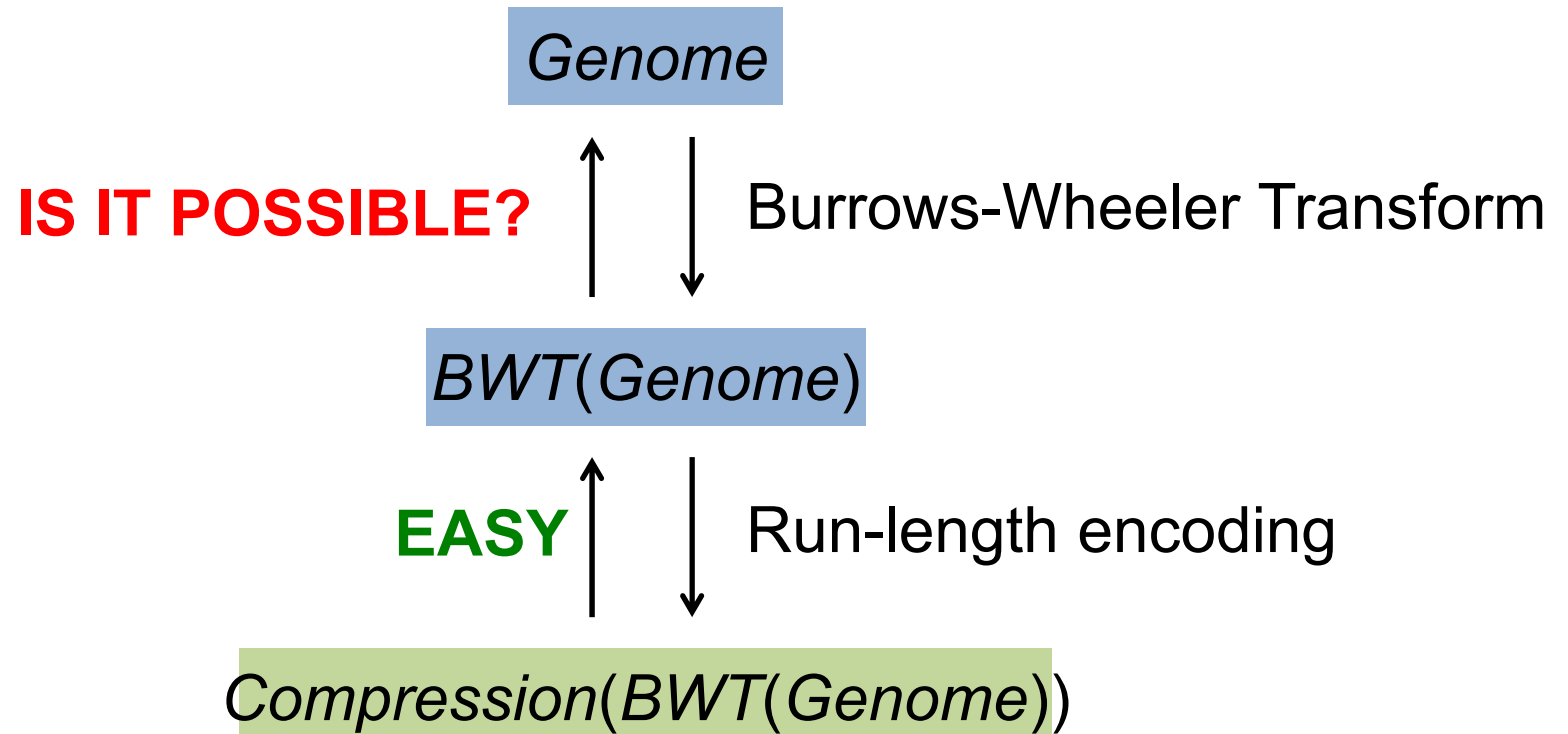 Genome
IS IT POSSIBLE?
Burrows-Wheeler Transform
BWT(Genome)
EASY
Run-length encoding
Compression(BWT(Genome))